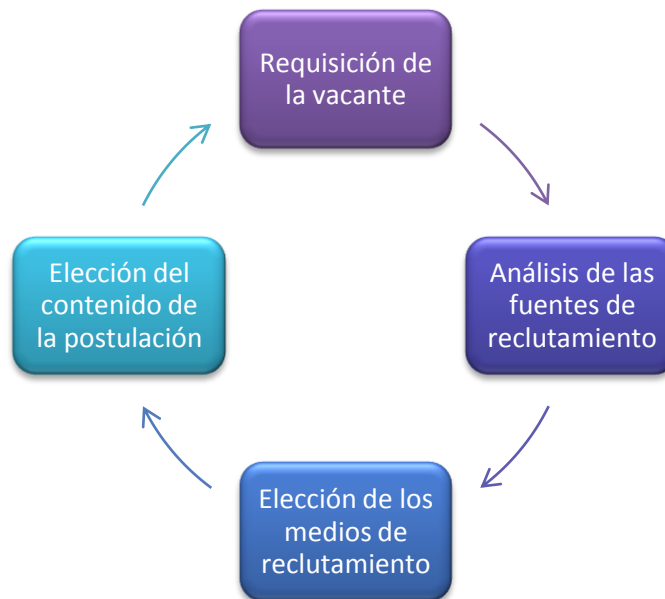 Requisición de
la vacante
Análisis de las
fuentes de
reclutamiento
Elección de los
medios de
reclutamiento
Elección del
contenido de
la postulación